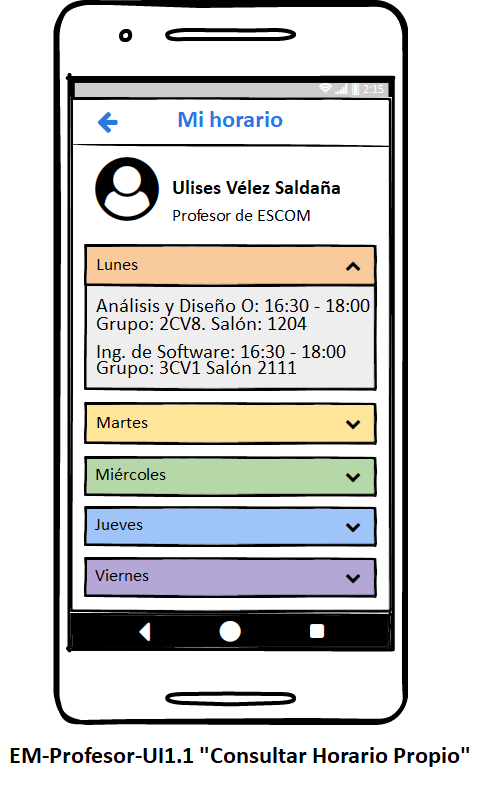 2:15
Mi horario
Ulises Vélez Saldaña
Profesor de ESCOM
Lunes
Análisis y Diseño O: 16:30 - 18:00
Grupo: 2CV8. Salón: 1204
Ing. de Software: 16:30 - 18:00
Grupo: 3CV1 Salón 2111
Martes
Miércoles
Jueves
Viernes
EM-Profesor-UI1.1 "Consultar Horario Propio"